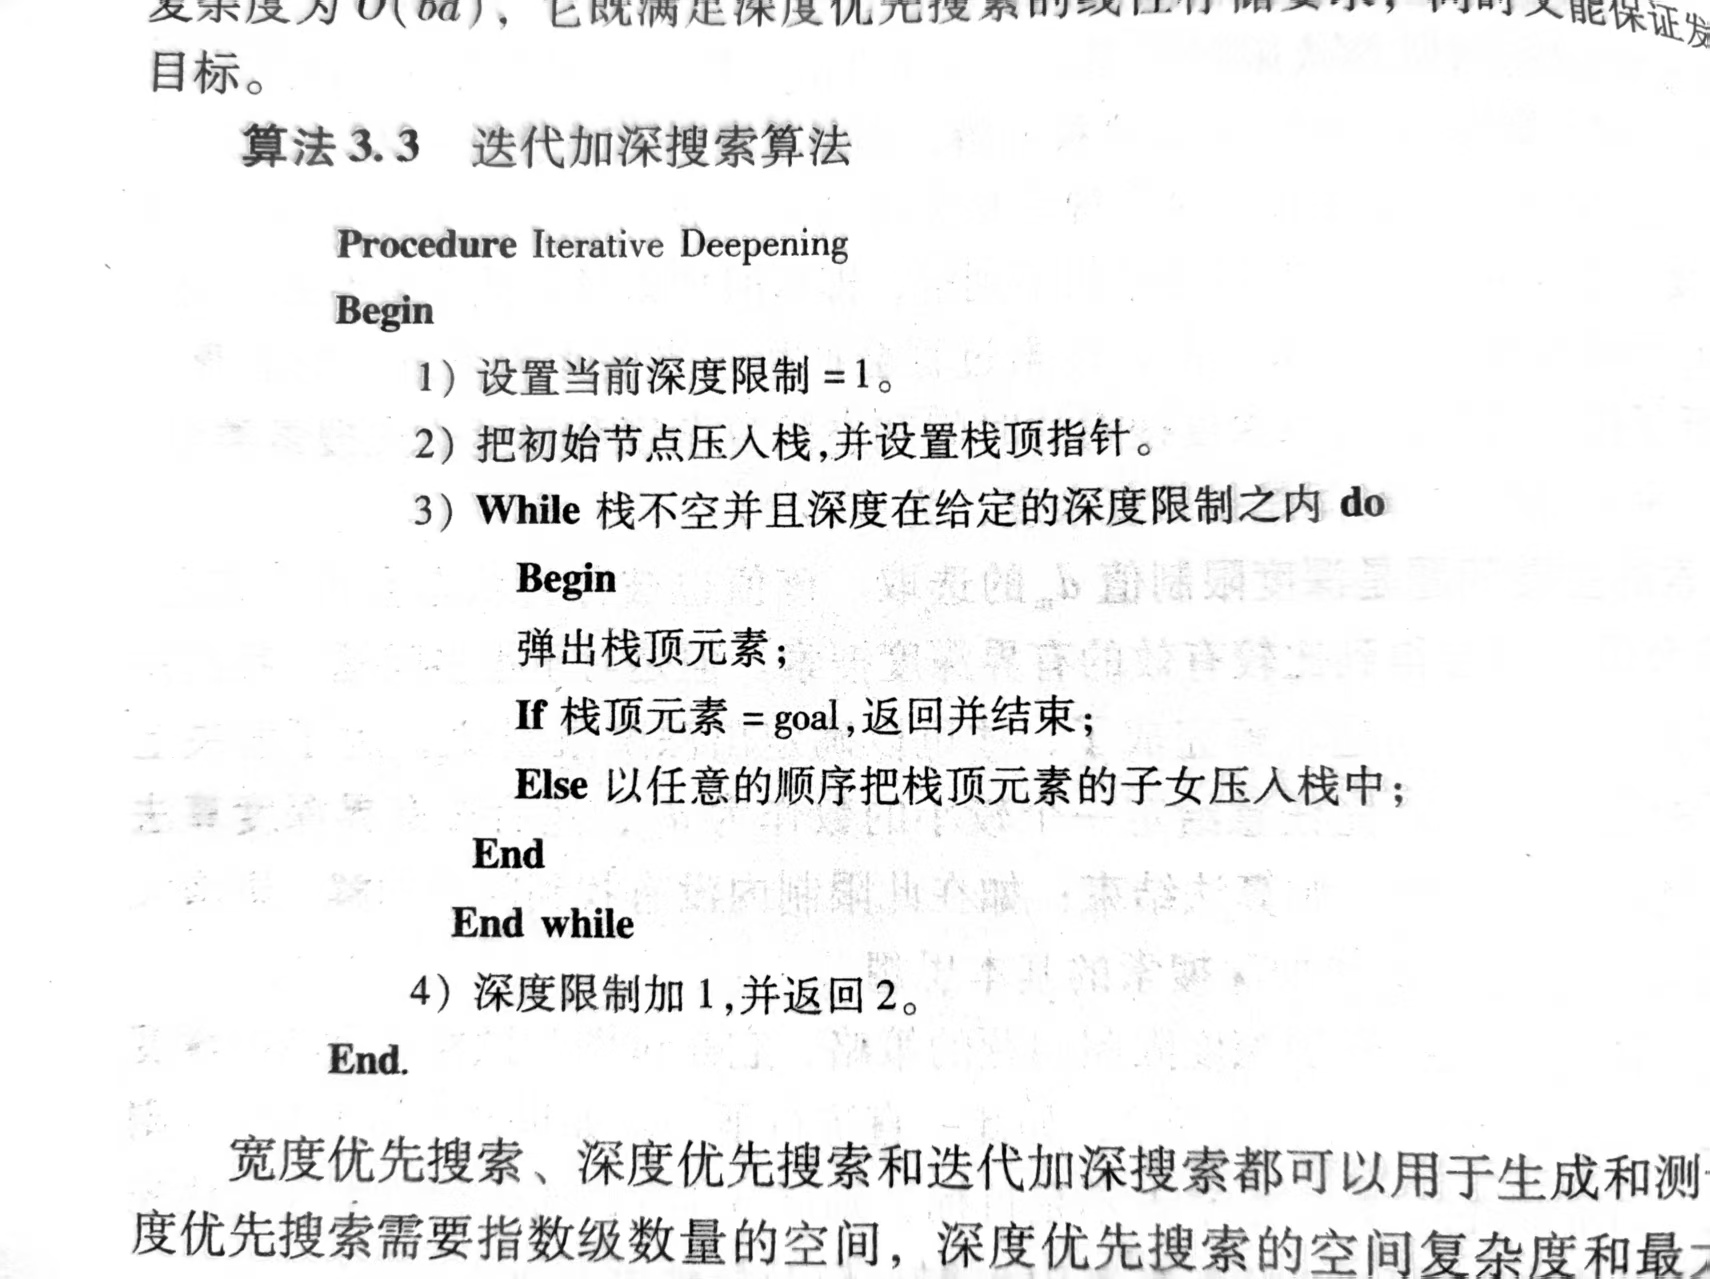 复杂度为 O(bd)，它既满足深度优先搜索的线性存储要求，同时又能保证发
目标。
算法 3.3 迭代加深搜索算法
Procedure Iterative Deepening
Begin
1) 设置当前深度限制 =1。
2) 把初始节点压入栈,并设置栈顶指针。
3) While 栈不空并且深度在给定的深度限制之内 do
Begin
弹出栈顶元素;
If 栈顶元素 = goal,返回并结束;
Else 以任意的顺序把栈顶元素的子女压入栈中;
End
End while
4) 深度限制加 1,并返回 2。
End.
宽度优先搜索、深度优先搜索和迭代加深搜索都可以用于生成和测
度优先搜索需要指数级数量的空间，深度优先搜索的空间复杂度和最